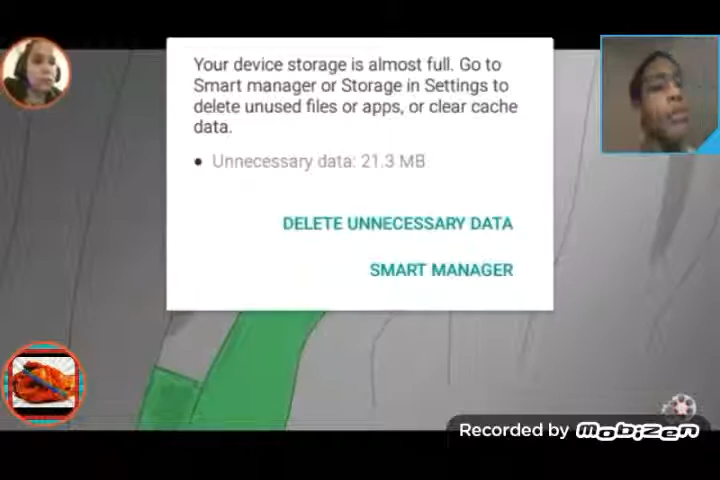 Your device storage is almost full. Go to
Smart manager or Storage in Settings to
delete unused files or apps, or clear cache
data.
• Unnecessary data: 21.3 MB
DELETE UNNECESSARY DATA
SMART MANAGER
Recorded by mobizen